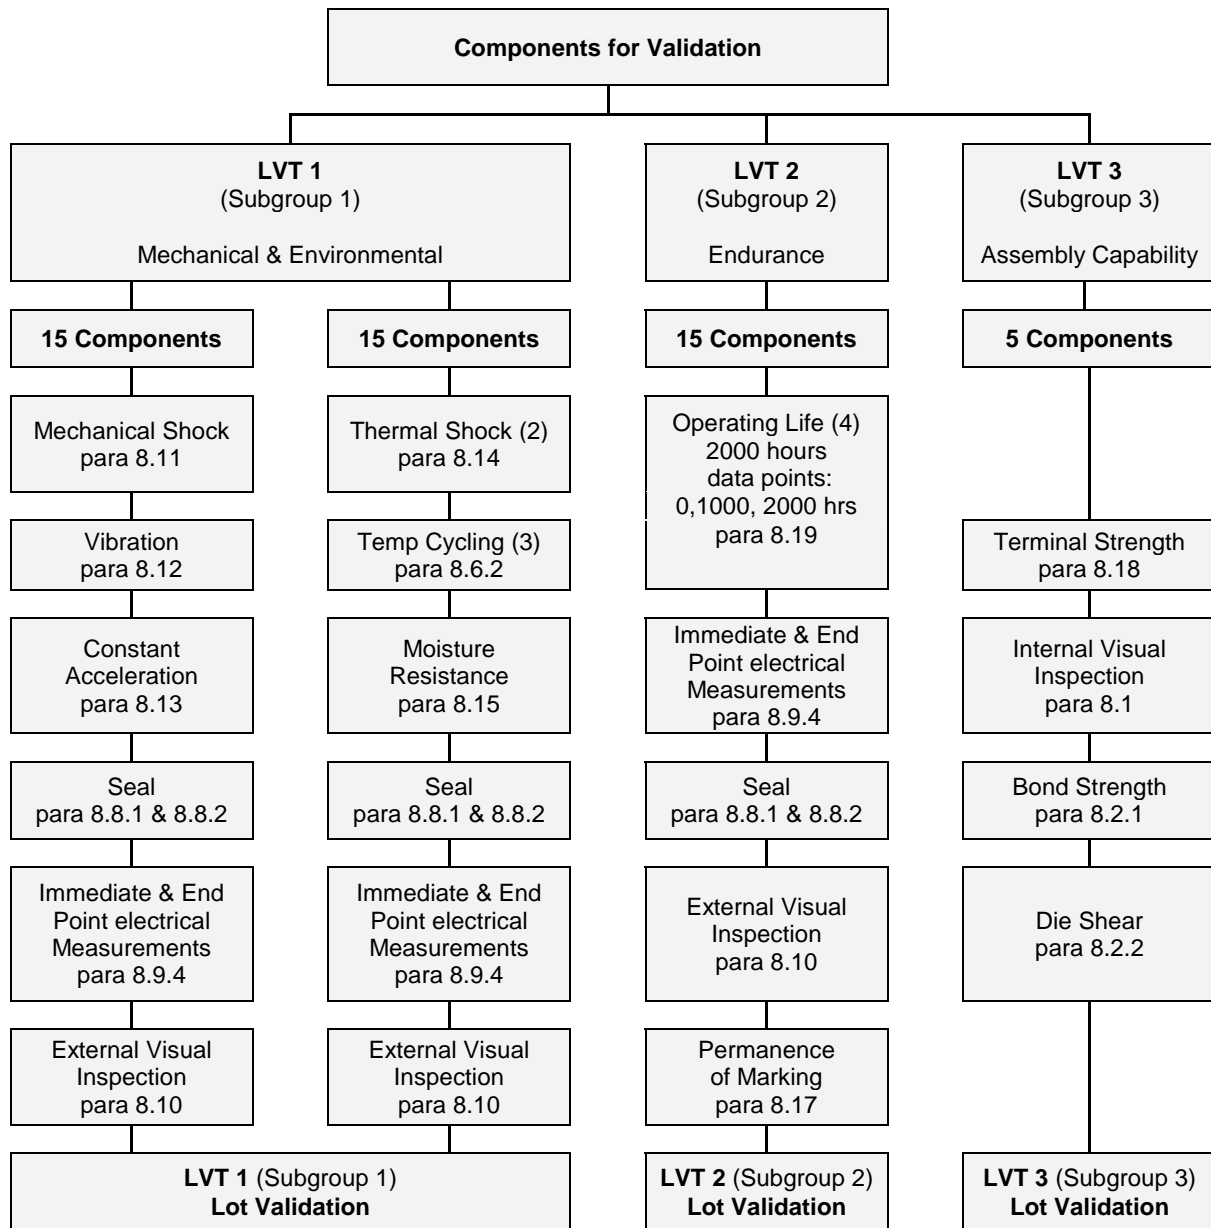 Components for Validation
LVT 1
(Subgroup 1)
Mechanical & Environmental
LVT 2
(Subgroup 2)
Endurance
LVT 3
(Subgroup 3)
Assembly Capability
15 Components
15 Components
15 Components
5 Components
Mechanical Shock
para 8.11
Thermal Shock (2)
para 8.14
Operating Life (4)
2000 hours
data points:
0,1000, 2000 hrs
para 8.19
Vibration
para 8.12
Temp Cycling (3)
para 8.6.2
Terminal Strength
para 8.18
Constant
Acceleration
para 8.13
Moisture
Resistance
para 8.15
Immediate & End
Point electrical
Measurements
para 8.9.4
Internal Visual
Inspection
para 8.1
Seal
para 8.8.1 & 8.8.2
Seal
para 8.8.1 & 8.8.2
Seal
para 8.8.1 & 8.8.2
Bond Strength
para 8.2.1
Immediate & End
Point electrical
Measurements
para 8.9.4
Immediate & End
Point electrical
Measurements
para 8.9.4
External Visual
Inspection
para 8.10
Die Shear
para 8.2.2
External Visual
Inspection
para 8.10
External Visual
Inspection
para 8.10
Permanence
of Marking
para 8.17
LVT 1 (Subgroup 1)
Lot Validation
LVT 2 (Subgroup 2)
Lot Validation
LVT 3 (Subgroup 3)
Lot Validation